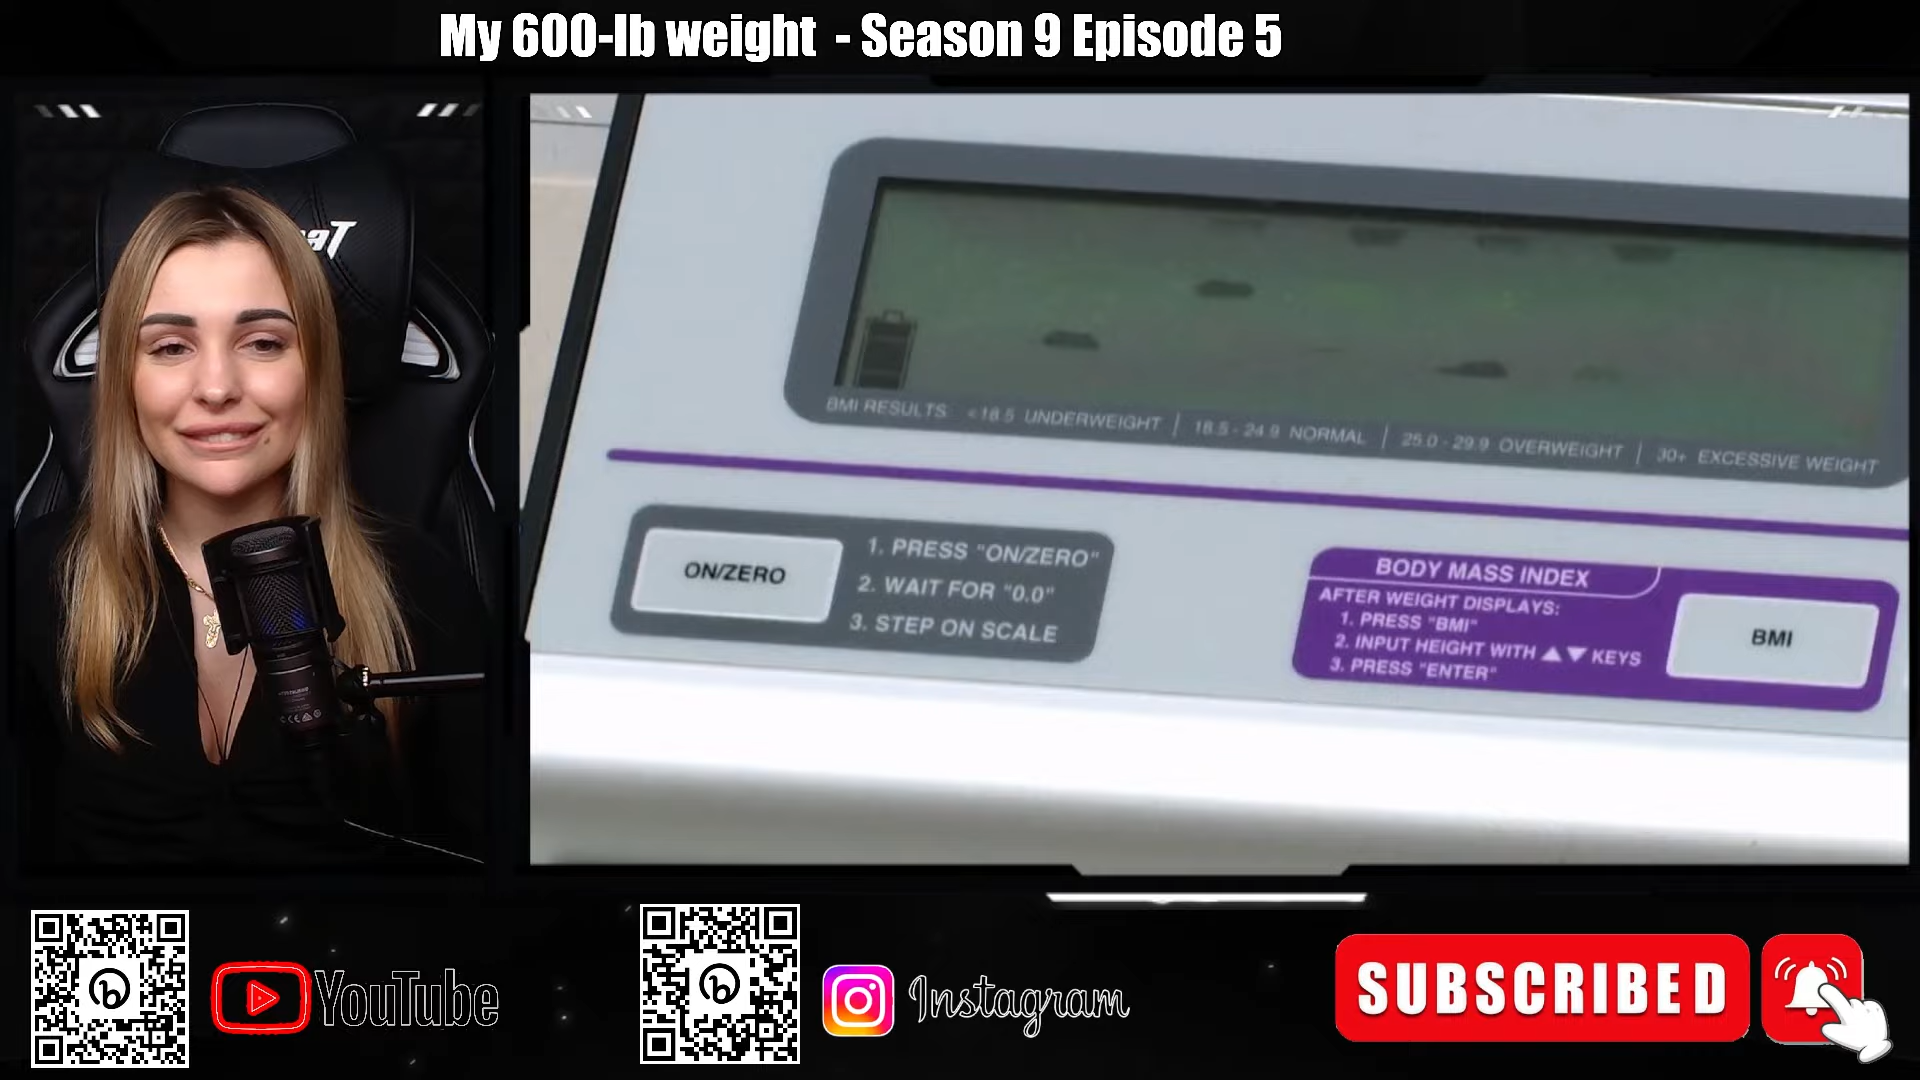 My 600-lb weight - Season 9 Episode 5
BMI RESULTS <18.5 UNDERWEIGHT | 18.5 - 24.9 NORMAL | 25.0 - 29.9 OVERWEIGHT | 30+ EXCESSIVE WEIGHT
ON/ZERO
1. PRESS "ON/ZERO"
2. WAIT FOR "0.0"
3. STEP ON SCALE
BODY MASS INDEX
AFTER WEIGHT DISPLAYS:
1. PRESS "BMI"
2. INPUT HEIGHT WITH ▲▼ KEYS
3. PRESS "ENTER"
BMI
YouTube
Instagram
SUBSCRIBED